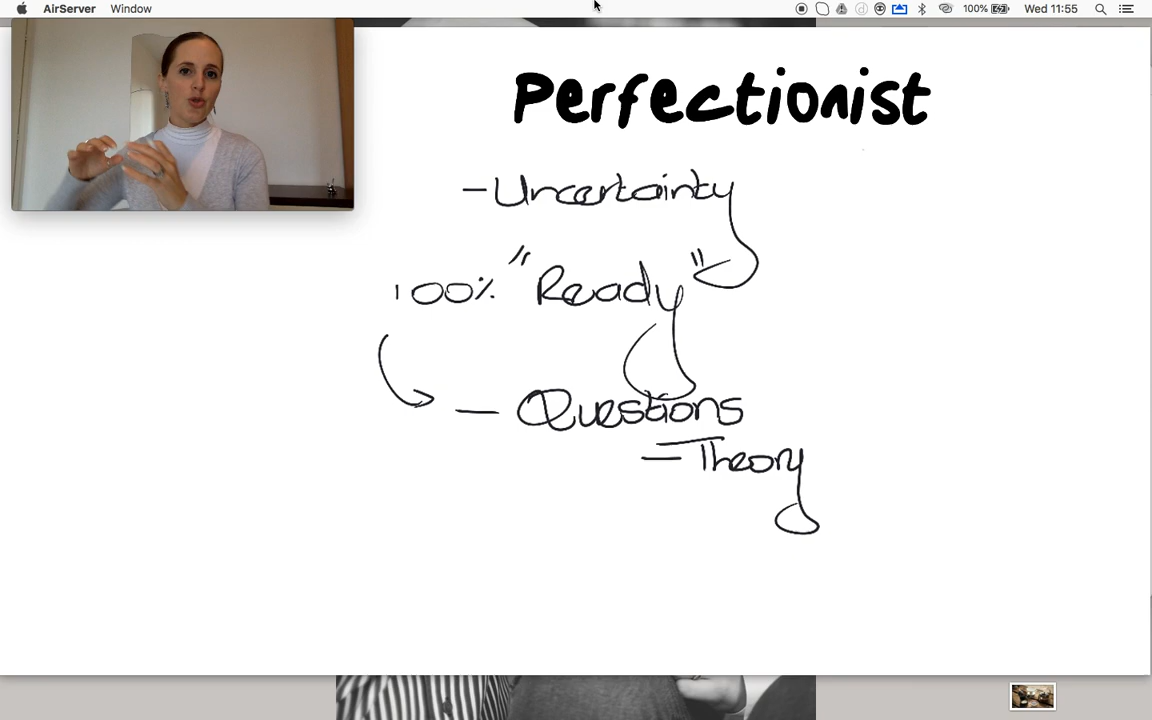 AirServer Window 100% Wed 11:55
Perfectionist
- Uncertainty
100% "Ready"
- Questions
= Theory